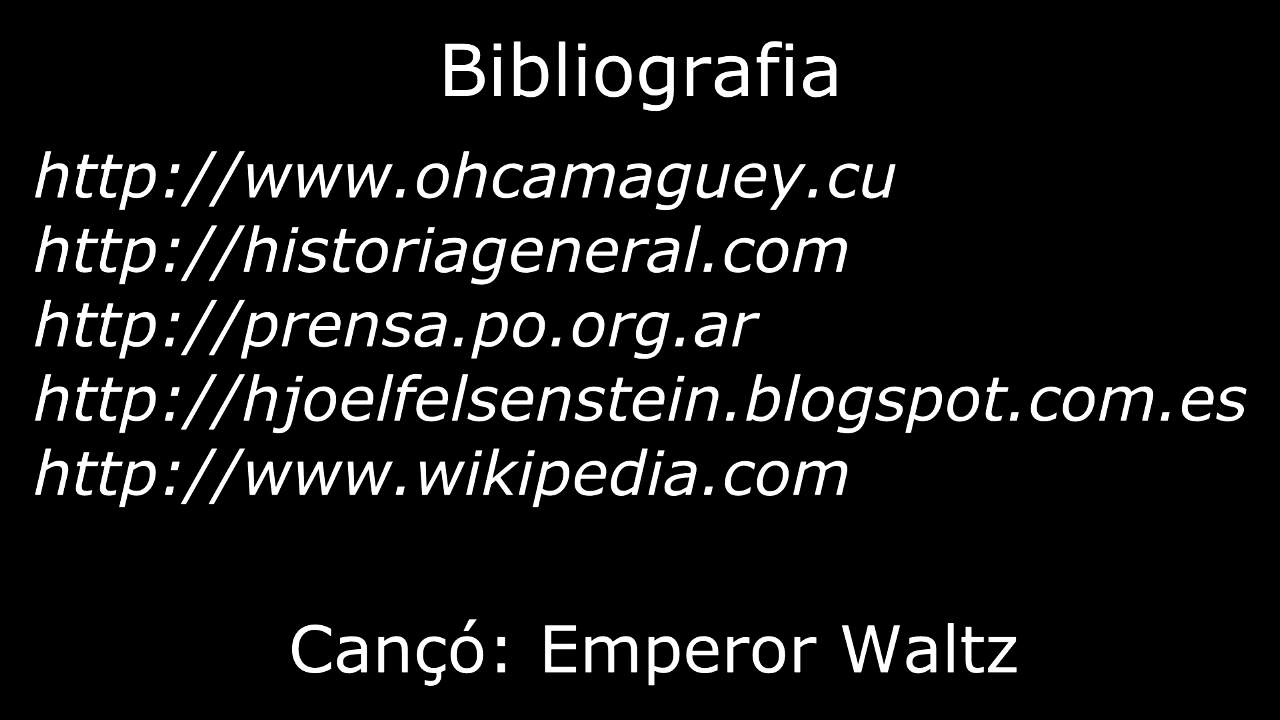 Bibliografia
http://www.ohcamaguey.cu
http://historiageneral.com
http://prensa.po.org.ar
http://hjoelfelsenstein.blogspot.com.es
http://www.wikipedia.com
Cançó: Emperor Waltz